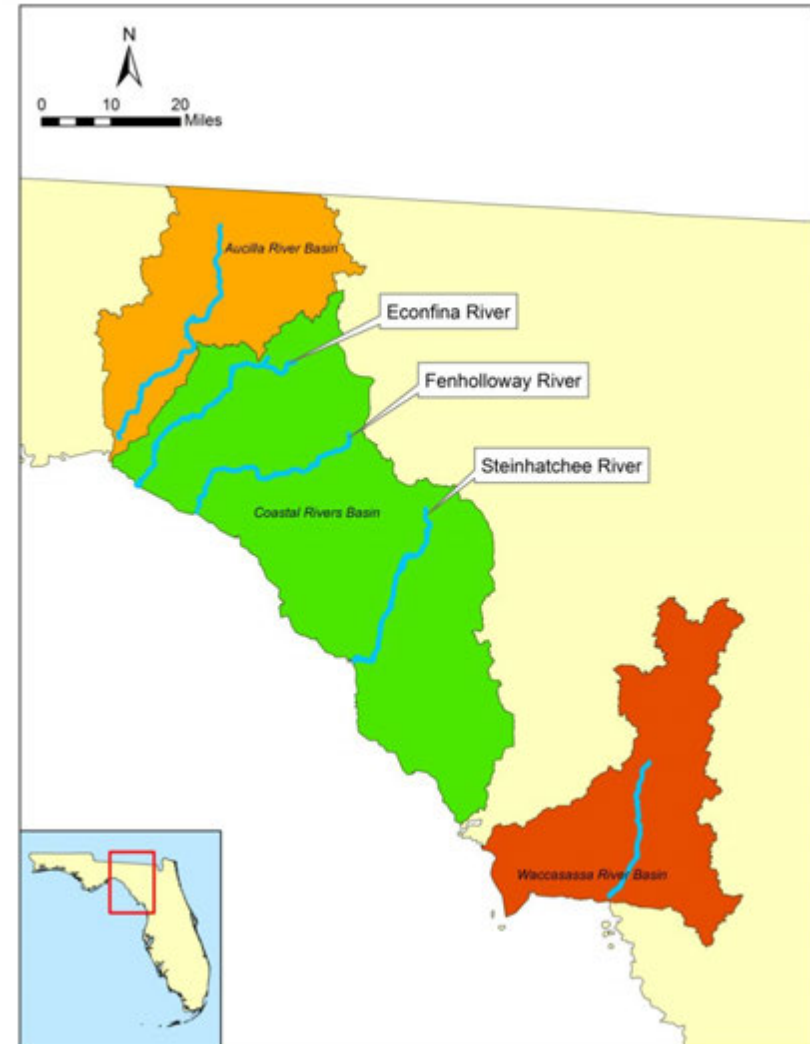 N
0 10 20
Miles
Aucilla River Basin
Econfina River
Fenholloway River
Steinhatchee River
Coastal Rivers Basin
Waccasassa River Basin